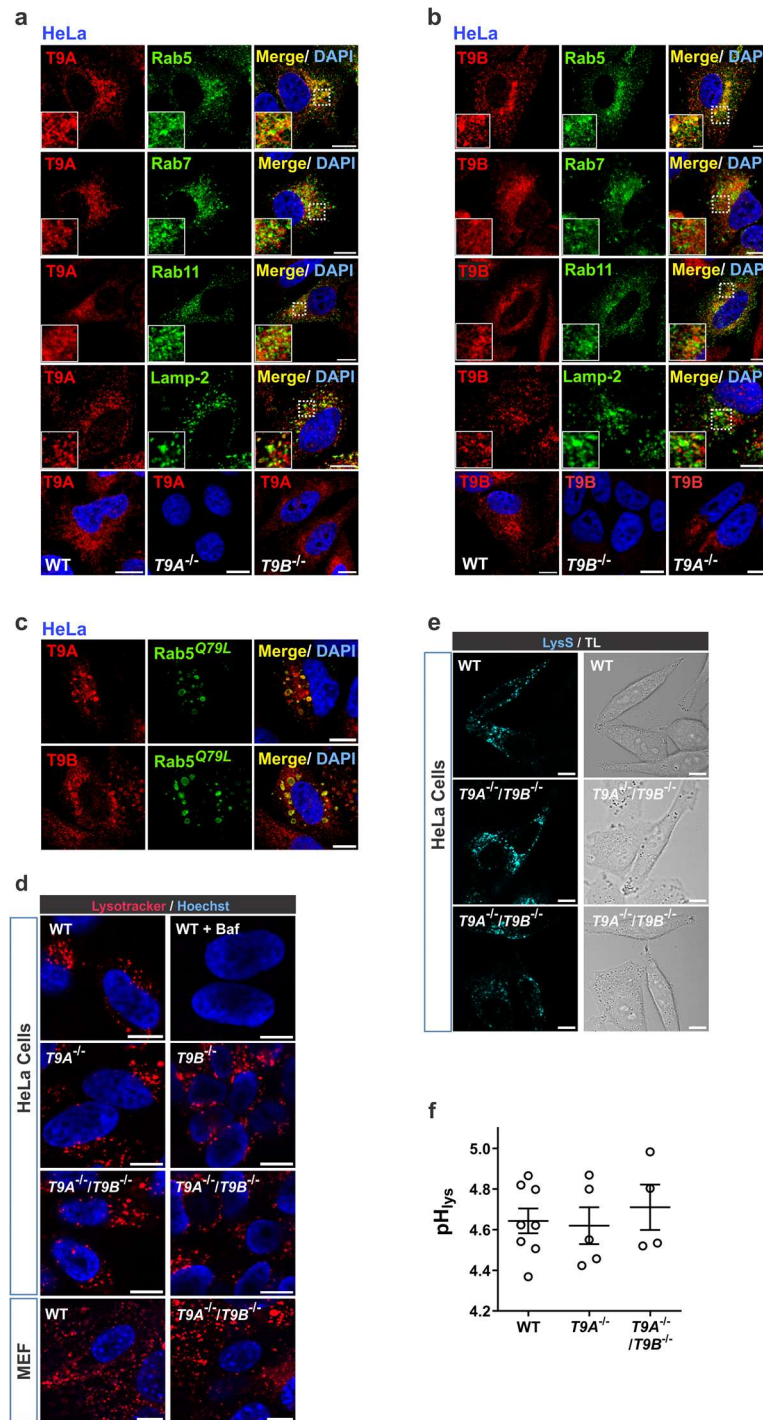 a
HeLa
T9A Rab5 Merge/ DAPI
T9A Rab7 Merge/ DAPI
T9A Rab11 Merge/ DAPI
T9A Lamp-2 Merge/ DAPI
T9A T9A T9A
WT T9A-/- T9B-/-
b
HeLa
T9B Rab5 Merge/ DAP
T9B Rab7 Merge/ DAP
T9B Rab11 Merge/ DAP
T9B Lamp-2 Merge/ DAP
T9B T9B T9B
WT T9B-/- T9A-/-
c
HeLa
T9A Rab5Q79L Merge/ DAPI
T9B Rab5Q79L Merge/ DAPI
d
Lysotracker / Hoechst
HeLa Cells
WT WT + Baf
T9A-/- T9B-/-
T9A-/-/T9B-/- T9A-/-/T9B-/-
MEF
WT T9A-/-/T9B-/-
e
LysS / TL
HeLa Cells
WT WT
T9A-/-/T9B-/- T9A-/-/T9B-/-
T9A-/-/T9B-/- T9A-/-/T9B-/-
f
pHlys
5.0
4.8
4.6
4.4
4.2
WT T9A-/- T9A-/-
/T9B-/-